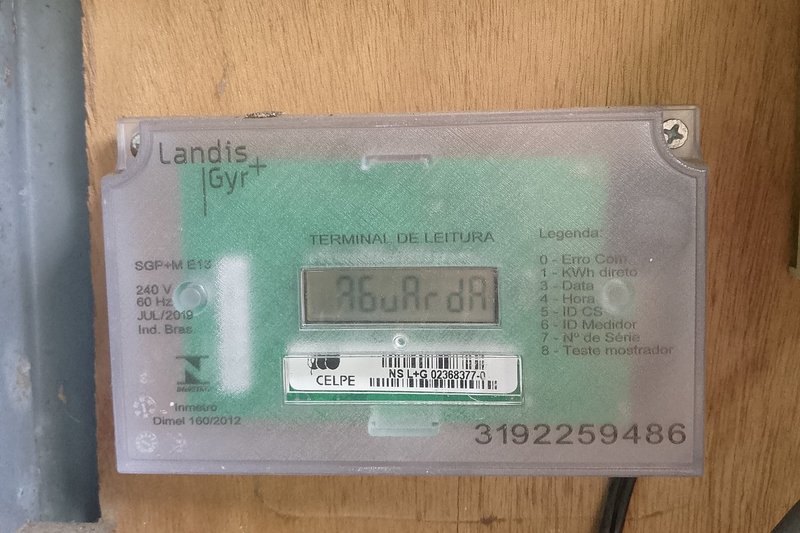 Landis
Gyr+
TERMINAL DE LEITURA
Legenda:
0 - Erro Com
1 - KWh direto
3 - Data
4 - Hora
5 - ID CS
6 - ID Medidor
7 - Nº de Série
8 - Teste mostrador
SGP+M E13
240 V
60 Hz
JUL/2019
Ind. Bras.
AGuArdA
CELPE
NS L+G 02368377-0
INMETRO
Inmetro
Dimel 160/2012
3192259486